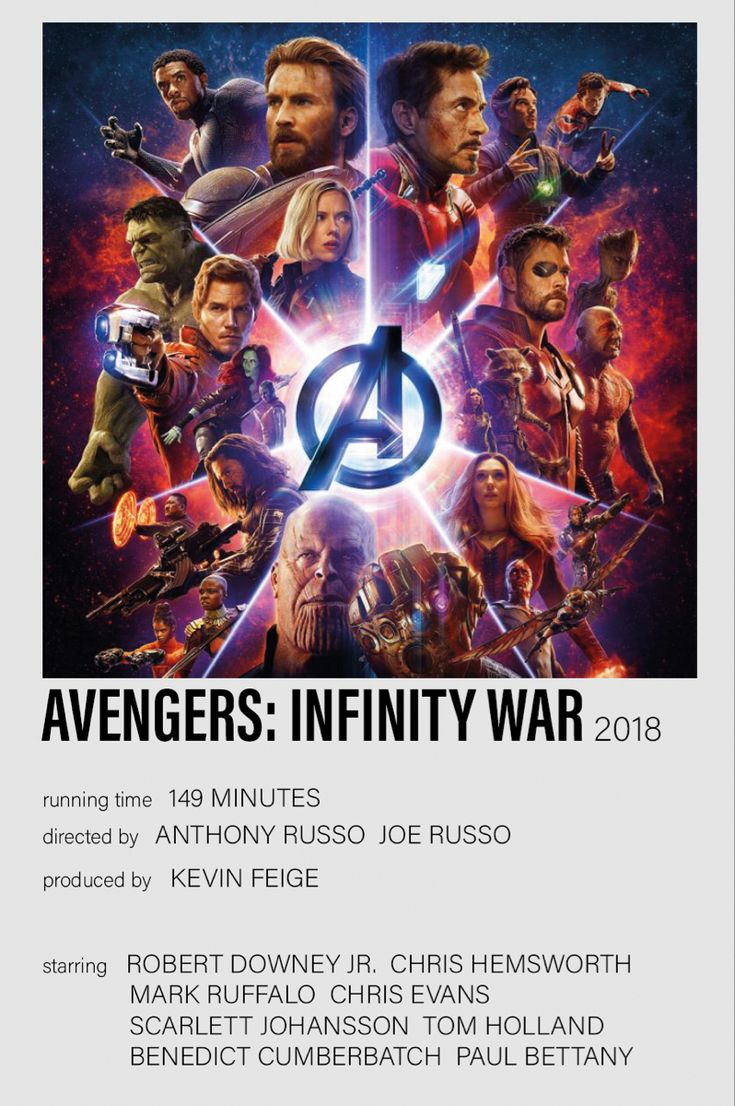 AVENGERS: INFINITY WAR 2018
running time 149 MINUTES
directed by ANTHONY RUSSO JOE RUSSO
produced by KEVIN FEIGE
starring ROBERT DOWNEY JR. CHRIS HEMSWORTH
MARK RUFFALO CHRIS EVANS
SCARLETT JOHANSSON TOM HOLLAND
BENEDICT CUMBERBATCH PAUL BETTANY